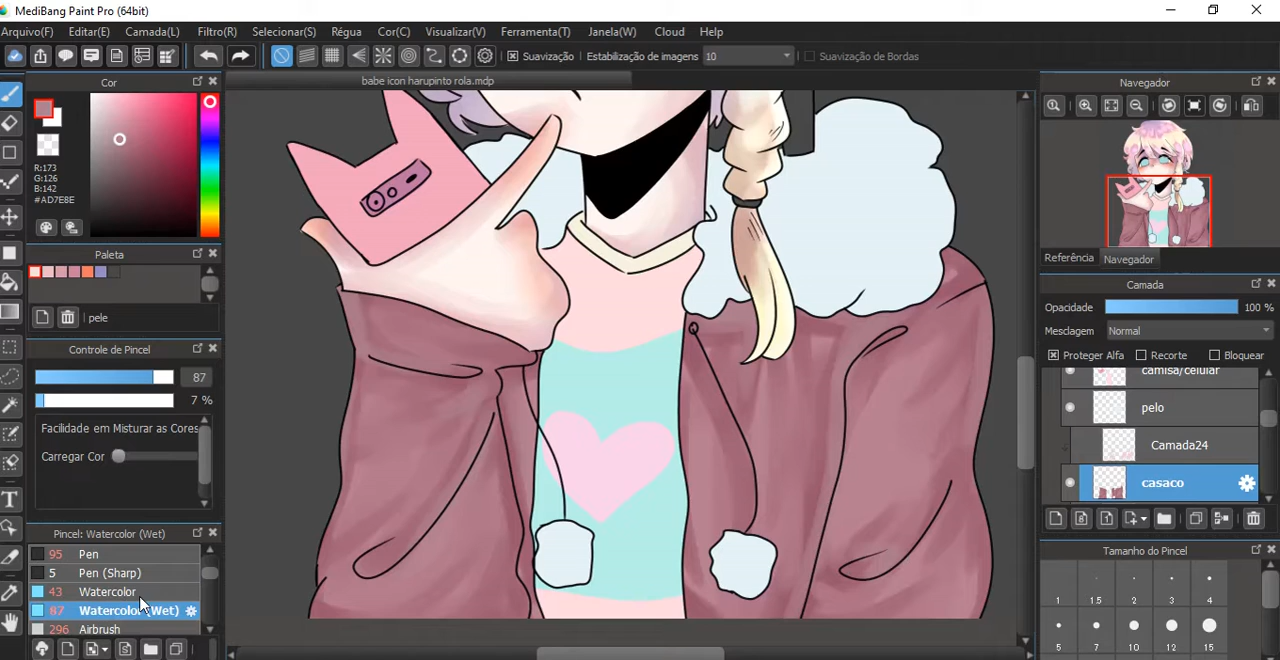 MediBang Paint Pro (64bit)
Arquivo(F) Editar(E) Camada(L) Filtro(R) Selecionar(S) Régua Cor(C) Visualizar(V) Ferramenta(T) Janela(W) Cloud Help
Suavização Estabilização de imagens 10 Suavização de Bordas
babe icon harupinto rola.mdp
Cor
R:173
G:126
B:142
#AD7E8E
Paleta
pele
Controle de Pincel
87
7 %
Facilidade em Misturar as Cores
Carregar Cor
Pincel: Watercolor (Wet)
95 Pen
5 Pen (Sharp)
43 Watercolor
87 Watercolor (Wet)
296 Airbrush
Navegador
Referência Navegador
Camada
Opacidade 100 %
Mesclagem Normal
Proteger Alfa Recorte Bloquear
camisa/celular
pelo
Camada24
casaco
Tamanho do Pincel
1 1.5 2 3 4
5 7 10 12 15